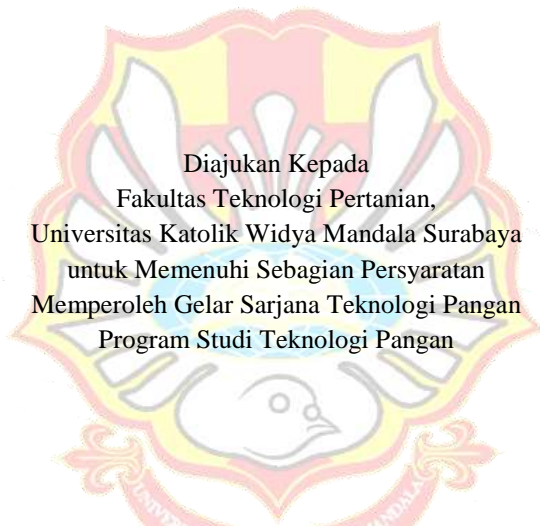 Diajukan Kepada
Fakultas Teknologi Pertanian,
Universitas Katolik Widya Mandala Surabaya
untuk Memenuhi Sebagian Persyaratan
Memperoleh Gelar Sarjana Teknologi Pangan
Program Studi Teknologi Pangan